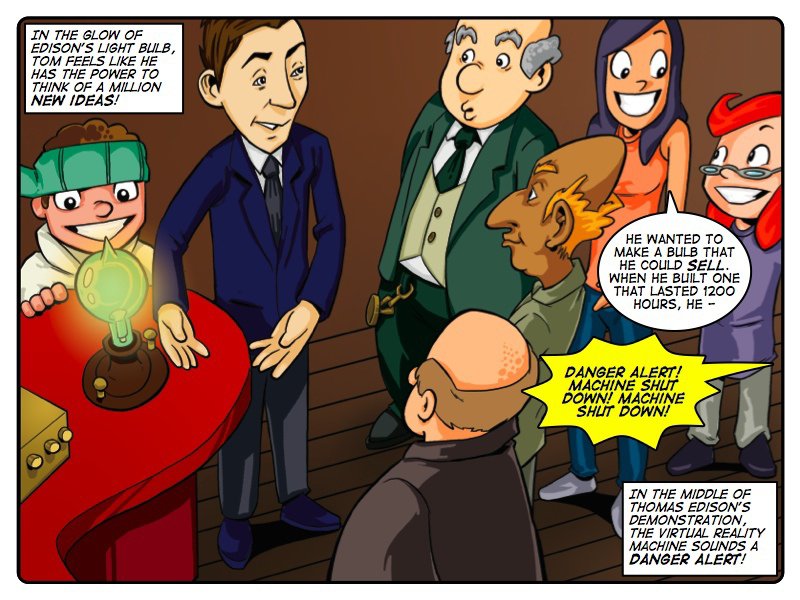 IN THE GLOW OF
EDISON'S LIGHT BULB,
TOM FEELS LIKE HE
HAS THE POWER TO
THINK OF A MILLION
NEW IDEAS!
HE WANTED TO
MAKE A BULB THAT
HE COULD SELL.
WHEN HE BUILT ONE
THAT LASTED 1200
HOURS, HE –
DANGER ALERT!
MACHINE SHUT
DOWN! MACHINE
SHUT DOWN!
IN THE MIDDLE OF
THOMAS EDISON'S
DEMONSTRATION,
THE VIRTUAL REALITY
MACHINE SOUNDS A
DANGER ALERT!